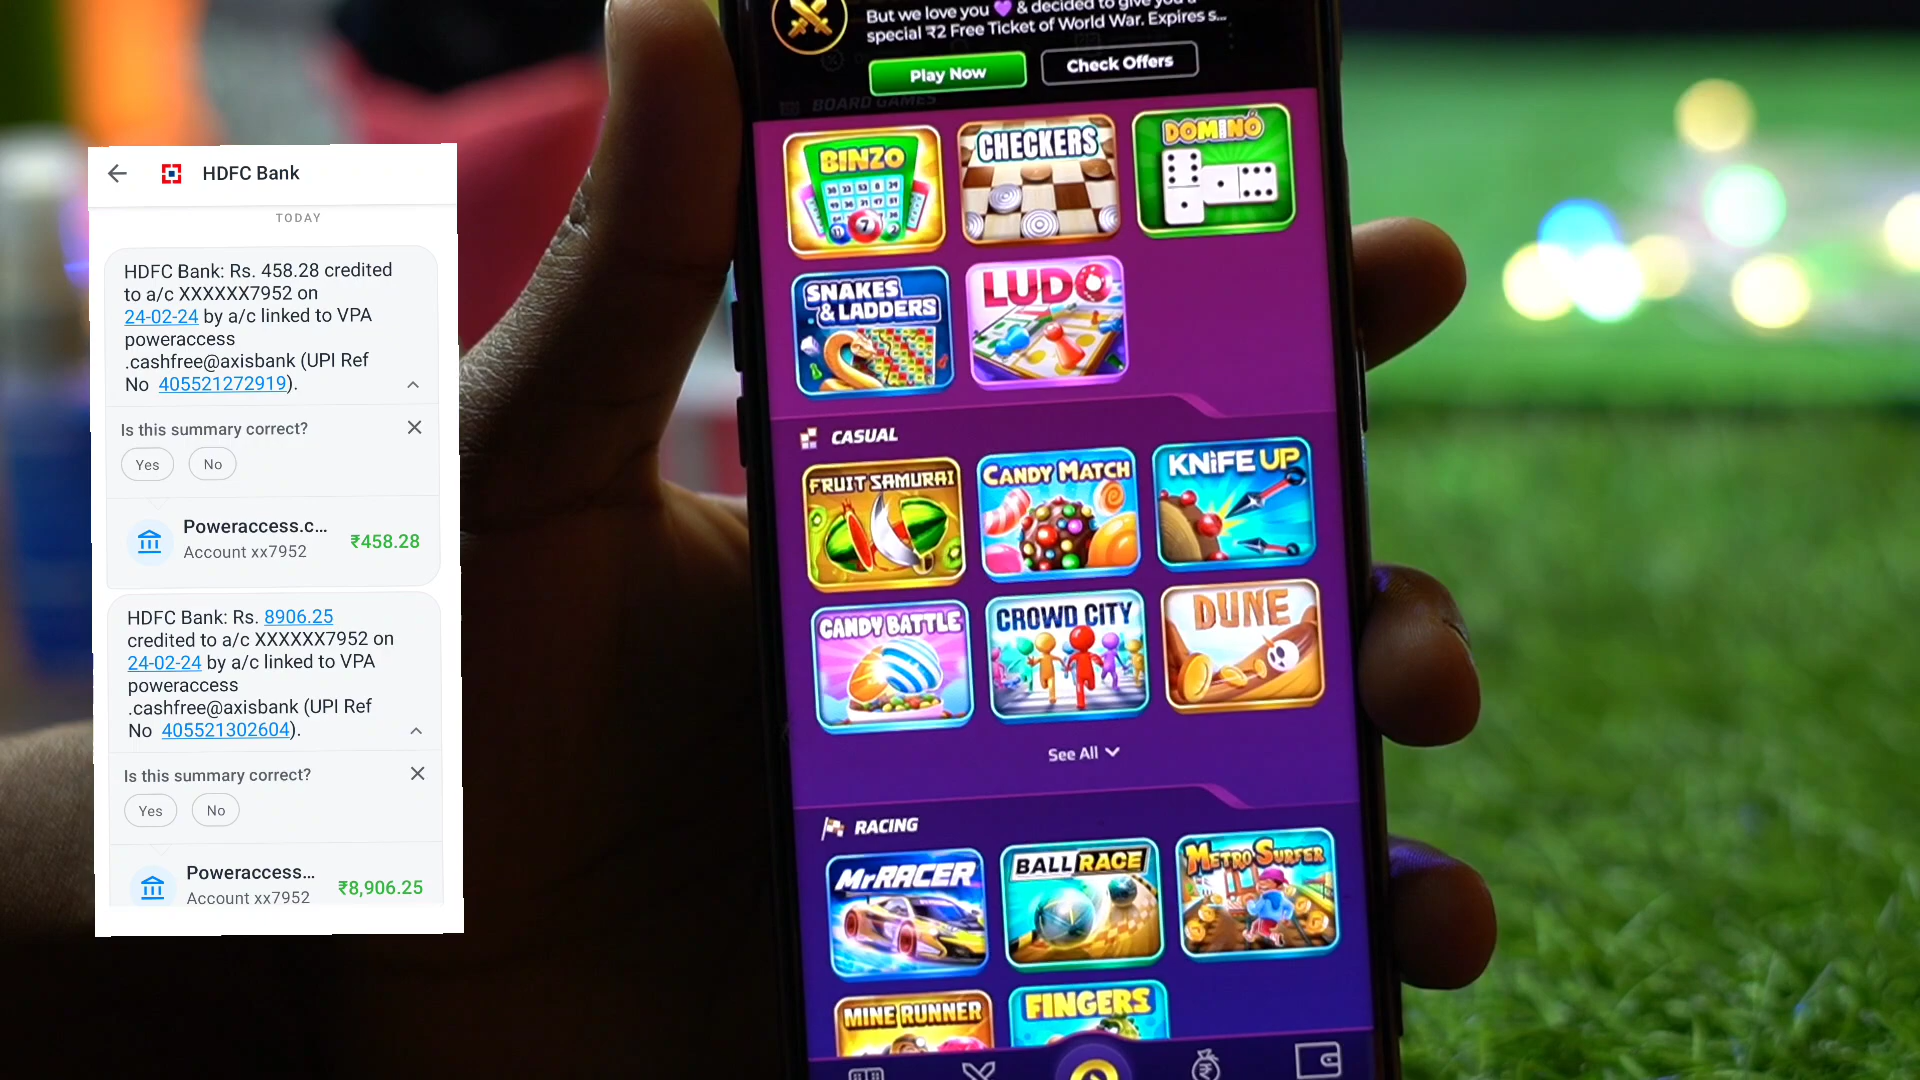 HDFC Bank
TODAY
HDFC Bank: Rs. 458.28 credited
to a/c XXXXXX7952 on
24-02-24 by a/c linked to VPA
poweraccess
.cashfree@axisbank (UPI Ref
No 405521272919).
Is this summary correct?
Yes No
Poweraccess.c... ₹458.28
Account xx7952
HDFC Bank: Rs. 8906.25
credited to a/c XXXXXX7952 on
24-02-24 by a/c linked to VPA
poweraccess
.cashfree@axisbank (UPI Ref
No 405521302604).
Is this summary correct?
Yes No
Poweraccess... ₹8,906.25
Account xx7952
But we love you 💜 & decided to give you a
special ₹2 Free Ticket of World War. Expires s...
Play Now Check Offers
BOARD GAMES
BINZO CHECKERS DOMINÓ
SNAKES & LADDERS LUDO
CASUAL
FRUIT SAMURAI CANDY MATCH KNIFE UP
CANDY BATTLE CROWD CITY DUNE
See All
RACING
MrRACER BALL RACE METRO SURFER
MINE RUNNER FINGERS